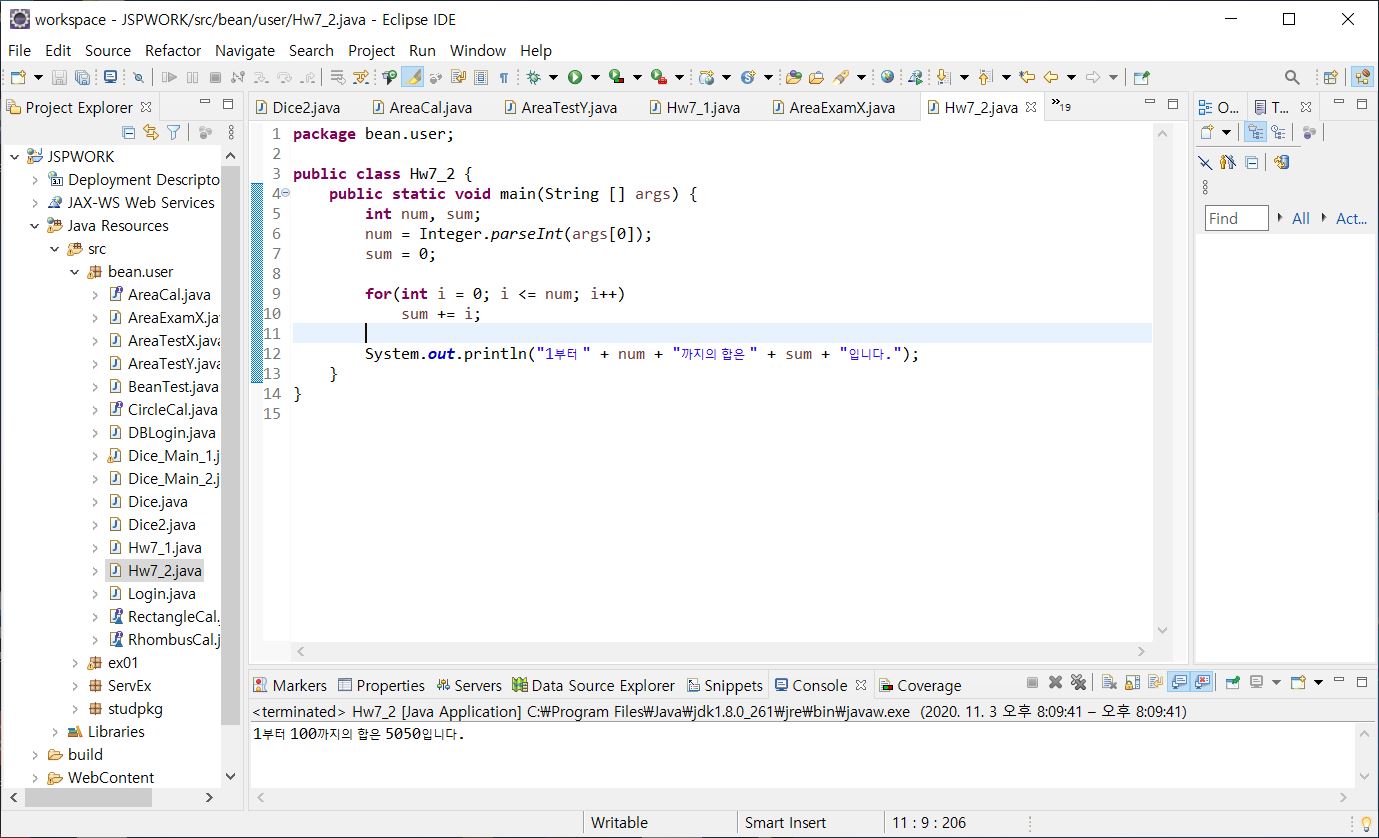 workspace - JSPWORK/src/bean/user/Hw7_2.java - Eclipse IDE
File Edit Source Refactor Navigate Search Project Run Window Help
Project Explorer
JSPWORK
Deployment Descripto
JAX-WS Web Services
Java Resources
src
bean.user
AreaCal.java
AreaExamX.ja
AreaTestX.java
AreaTestY.java
BeanTest.java
CircleCal.java
DBLogin.java
Dice_Main_1.j
Dice_Main_2.j
Dice.java
Dice2.java
Hw7_1.java
Hw7_2.java
Login.java
RectangleCal.
RhombusCal.j
ex01
ServEx
studpkg
Libraries
build
WebContent
Dice2.java AreaCal.java AreaTestY.java Hw7_1.java AreaExamX.java Hw7_2.java »19
1 package bean.user;
2
3 public class Hw7_2 {
4 public static void main(String [] args) {
5 int num, sum;
6 num = Integer.parseInt(args[0]);
7 sum = 0;
8
9 for(int i = 0; i <= num; i++)
10 sum += i;
11
12 System.out.println("1부터 " + num + "까지의 합은 " + sum + "입니다.");
13 }
14 }
15
O... T...
Find All Act...
Markers Properties Servers Data Source Explorer Snippets Console Coverage
<terminated> Hw7_2 [Java Application] C:₩Program Files₩Java₩jdk1.8.0_261₩jre₩bin₩javaw.exe (2020. 11. 3 오후 8:09:41 – 오후 8:09:41)
1부터 100까지의 합은 5050입니다.
Writable Smart Insert 11 : 9 : 206